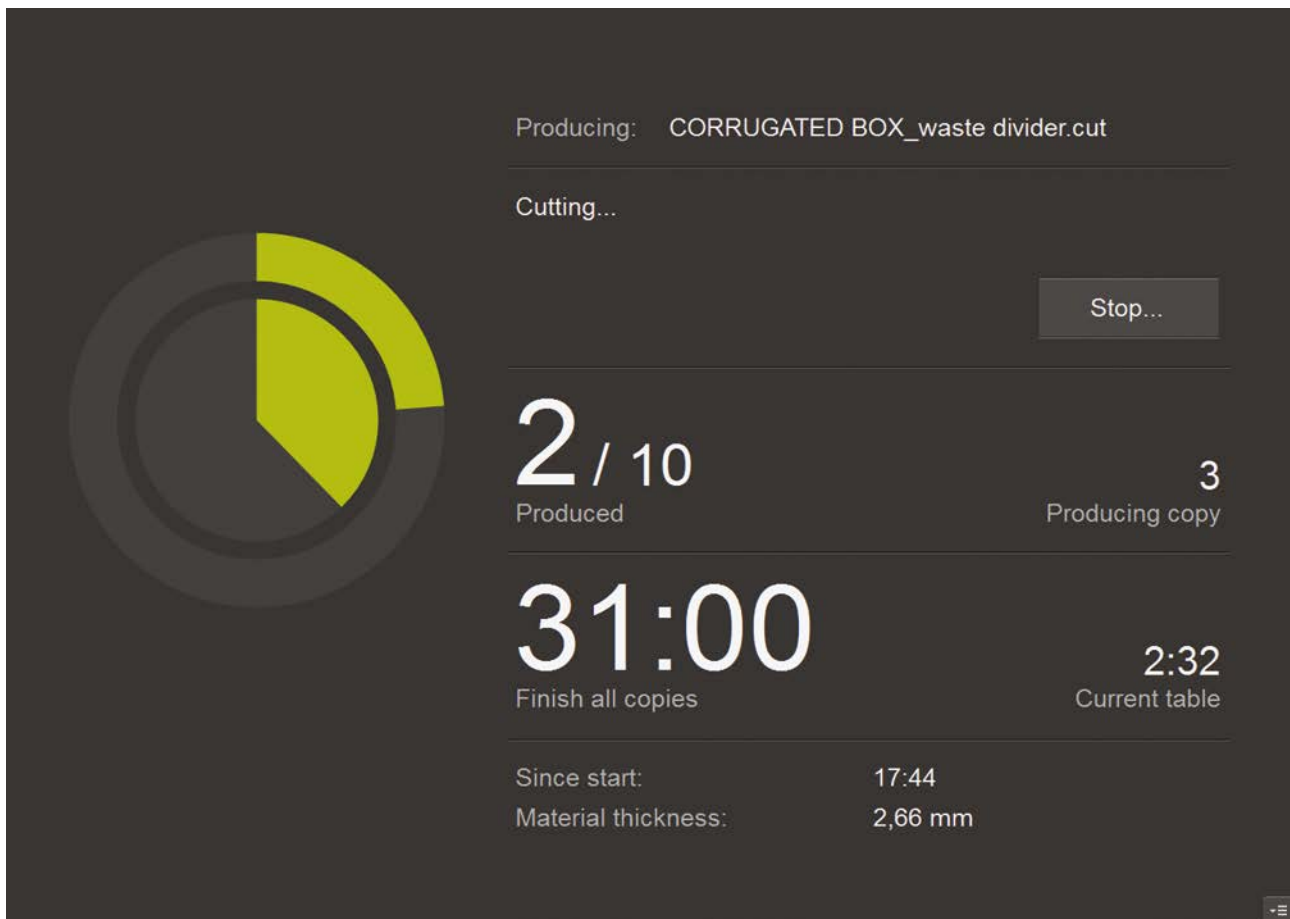 Producing: CORRUGATED BOX_waste divider.cut
Cutting...
Stop...
2 / 10
Produced
3
Producing copy
31:00
Finish all copies
2:32
Current table
Since start: 17:44
Material thickness: 2,66 mm